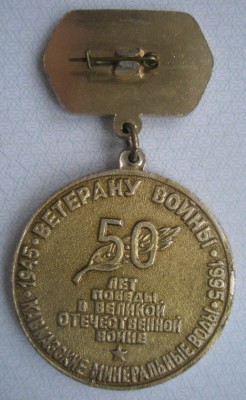 1945 • ВЕТЕРАНУ ВОЙНЫ • 1995
50
ЛЕТ
ПОБЕДЫ
В ВЕЛИКОЙ
ОТЕЧЕСТВЕННОЙ
ВОЙНЕ
КАВКАЗСКИЕ МИНЕРАЛЬНЫЕ ВОДЫ